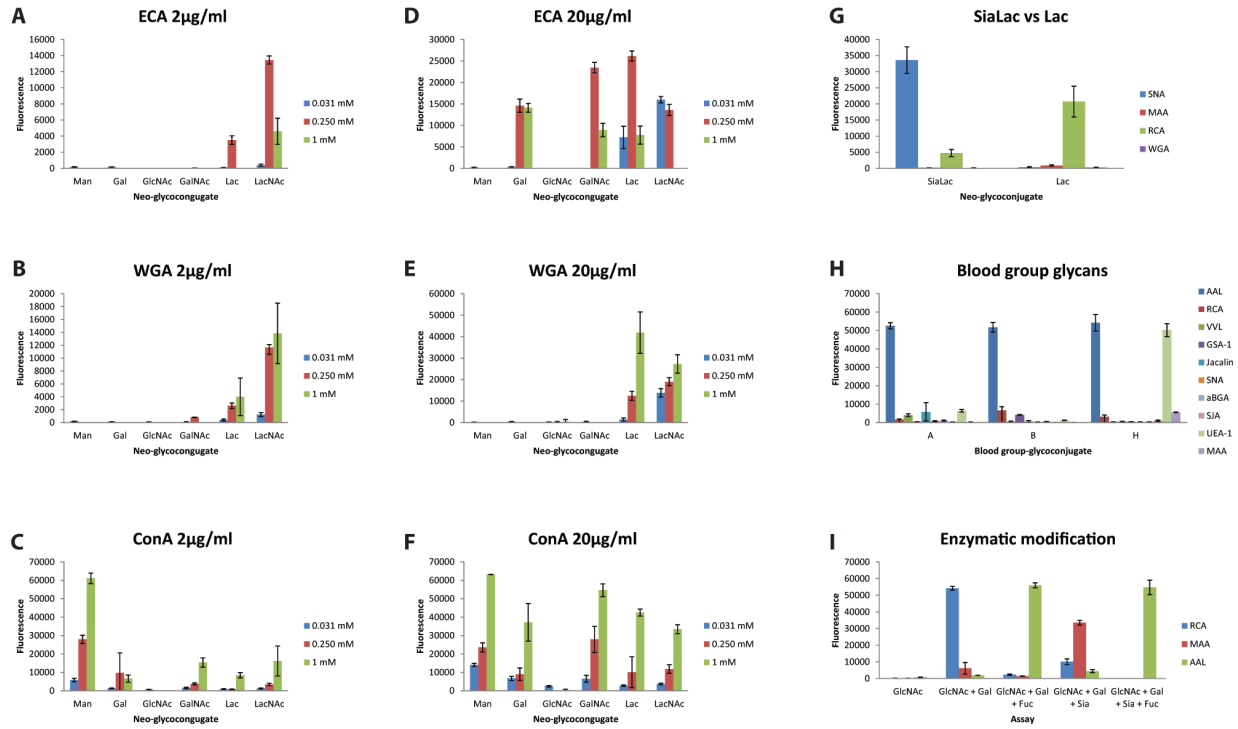 A
ECA 2µg/ml
Fluorescence
16000
14000
12000
10000
8000
6000
4000
2000
0
Man Gal GlcNAc GalNAc Lac LacNAc
Neo-glycocongugate
0.031 mM
0.250 mM
1 mM
D
ECA 20µg/ml
Fluorescence
30000
25000
20000
15000
10000
5000
0
Man Gal GlcNAc GalNAc Lac LacNAc
Neo-glycocongugate
0.031 mM
0.250 mM
1 mM
G
SiaLac vs Lac
Fluorescence
40000
35000
30000
25000
20000
15000
10000
5000
0
SiaLac Lac
Neo-glycoconjugate
SNA
MAA
RCA
WGA
B
WGA 2µg/ml
Fluorescence
20000
18000
16000
14000
12000
10000
8000
6000
4000
2000
0
Man Gal GlcNAc GalNAc Lac LacNAc
Neo-glycocongugate
0.031 mM
0.250 mM
1 mM
E
WGA 20µg/ml
Fluorescence
60000
50000
40000
30000
20000
10000
0
Man Gal GlcNAc GalNAc Lac LacNAc
Neo-glycocongugate
0.031 mM
0.250 mM
1 mM
H
Blood group glycans
Fluorescence
70000
60000
50000
40000
30000
20000
10000
0
A B H
Blood group-glycoconjugate
AAL
RCA
VVL
GSA-1
Jacalin
SNA
aBGA
SJA
UEA-1
MAA
C
ConA 2µg/ml
Fluorescence
70000
60000
50000
40000
30000
20000
10000
0
Man Gal GlcNAc GalNAc Lac LacNAc
Neo-glycocongugate
0.031 mM
0.250 mM
1 mM
F
ConA 20µg/ml
Fluorescence
70000
60000
50000
40000
30000
20000
10000
0
Man Gal GlcNAc GalNAc Lac LacNAc
Neo-glycocongugate
0.031 mM
0.250 mM
1 mM
I
Enzymatic modification
Fluorescence
70000
60000
50000
40000
30000
20000
10000
0
GlcNAc GlcNAc + Gal GlcNAc + Gal GlcNAc + Gal GlcNAc + Gal
+ Fuc + Sia + Sia + Fuc
Assay
RCA
MAA
AAL